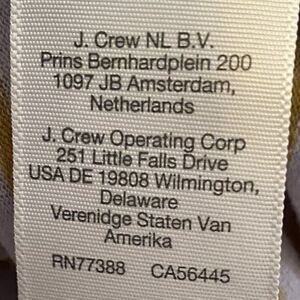 J. Crew NL B.V.
Prins Bernhardplein 200
1097 JB Amsterdam,
Netherlands
J. Crew Operating Corp
251 Little Falls Drive
USA DE 19808 Wilmington,
Delaware
Verenidge Staten Van
Amerika
RN77388 CA56445